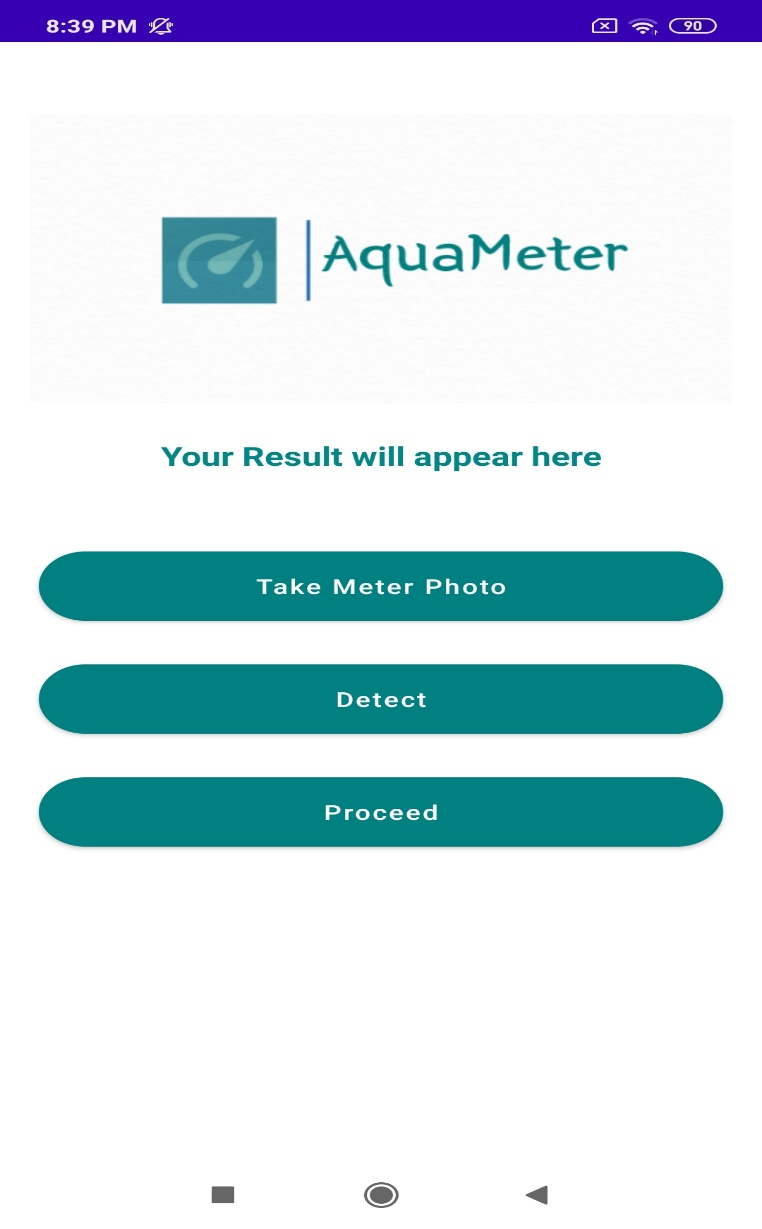 8:39 PM 90
AquaMeter
Your Result will appear here
Take Meter Photo
Detect
Proceed